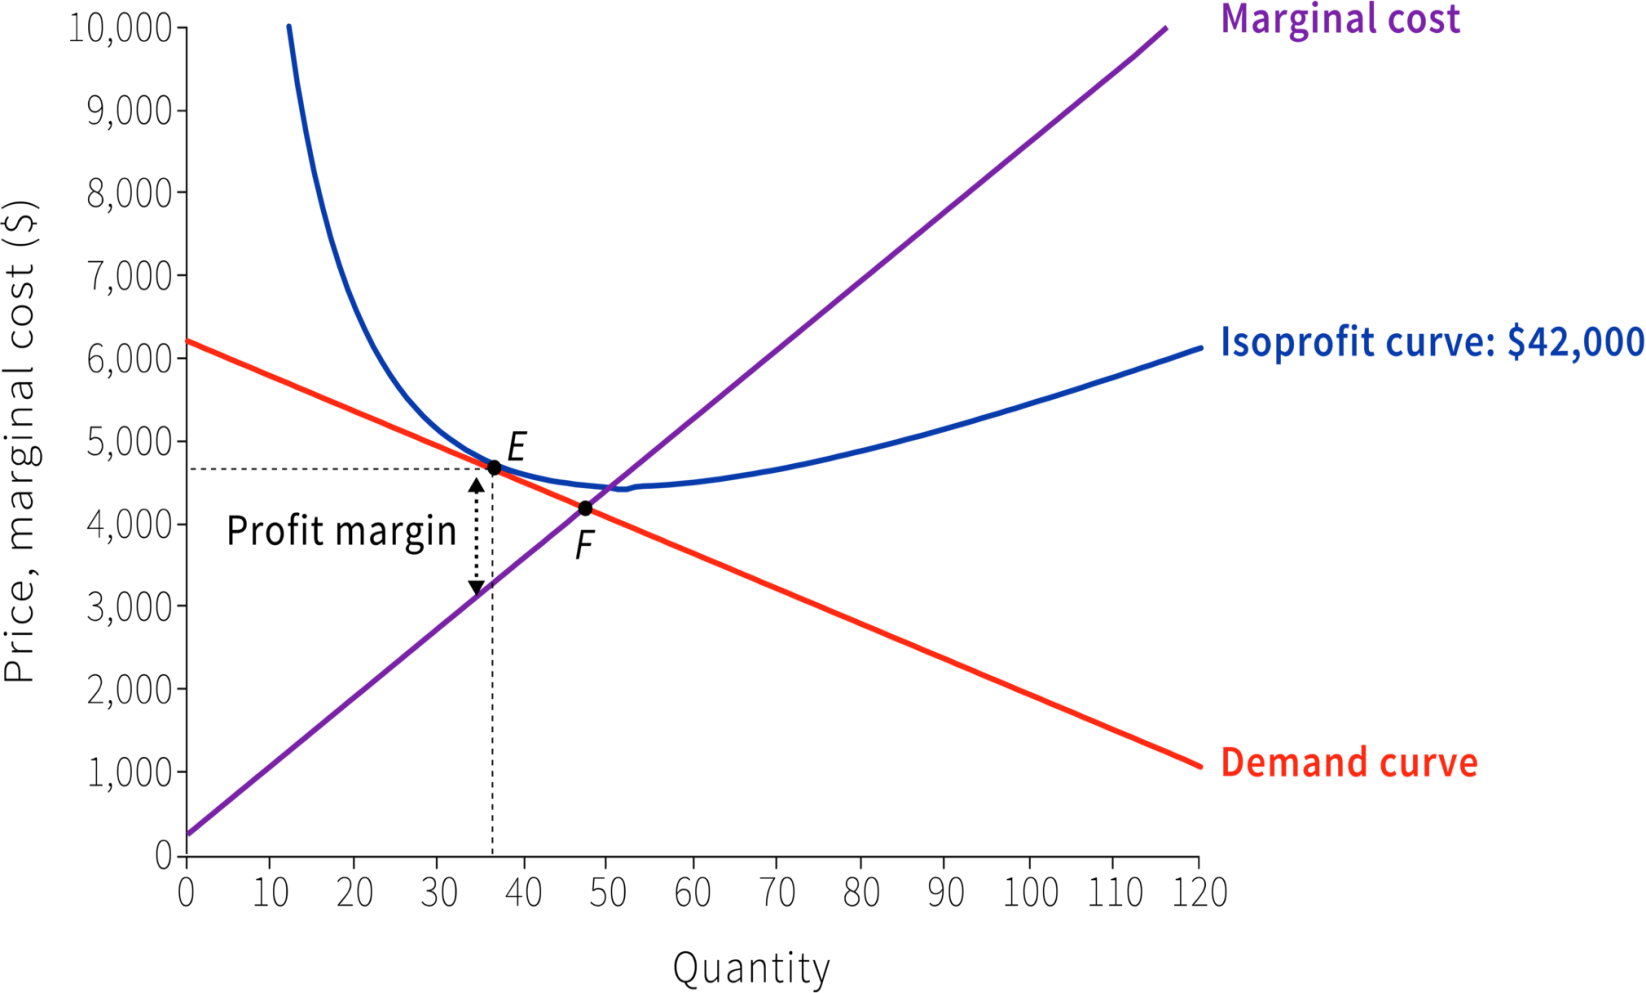 Price, marginal cost ($)
10,000
9,000
8,000
7,000
6,000
5,000
4,000
3,000
2,000
1,000
0
Marginal cost
Isoprofit curve: $42,000
E
Profit margin
F
Demand curve
0 10 20 30 40 50 60 70 80 90 100 110 120
Quantity